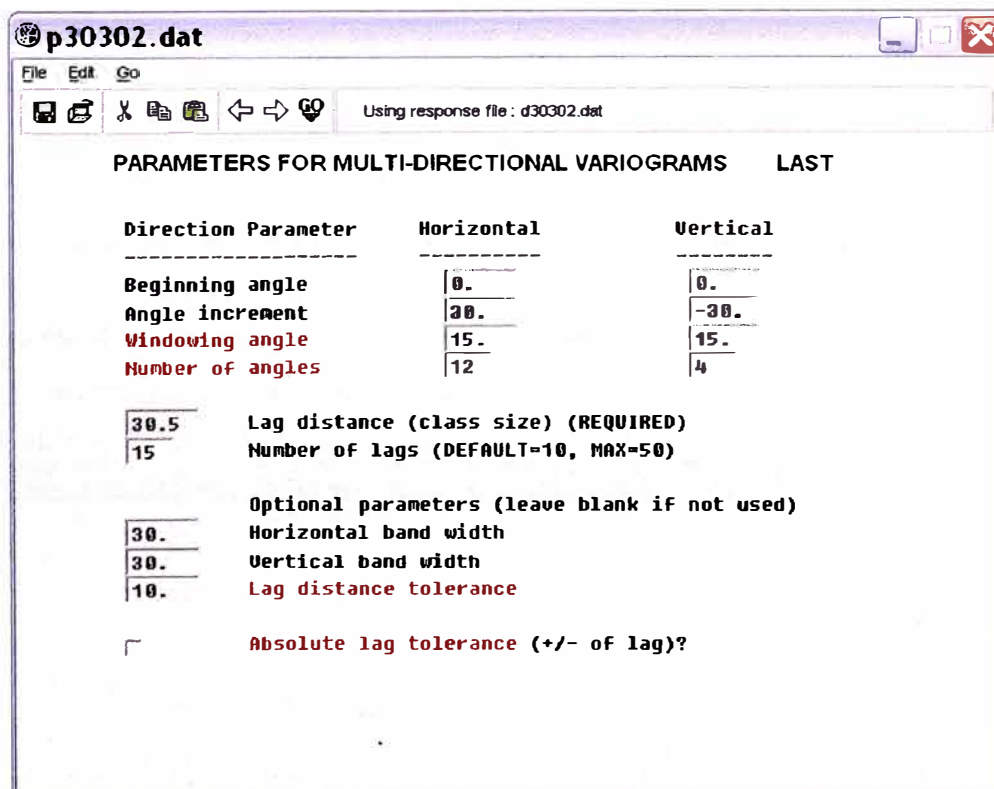 p30302.dat
File Edit Go
GO Using response file : d30302.dat
PARAMETERS FOR MULTI-DIRECTIONAL VARIOGRAMS LAST
Direction Parameter Horizontal Vertical
------------------- ---------- --------
Beginning angle 0. 0.
Angle increment 30. -30.
Windowing angle 15. 15.
Number of angles 12 4
30.5 Lag distance (class size) (REQUIRED)
15 Number of lags (DEFAULT=10, MAX=50)
Optional parameters (leave blank if not used)
30. Horizontal band width
30. Vertical band width
10. Lag distance tolerance
Absolute lag tolerance (+/- of lag)?